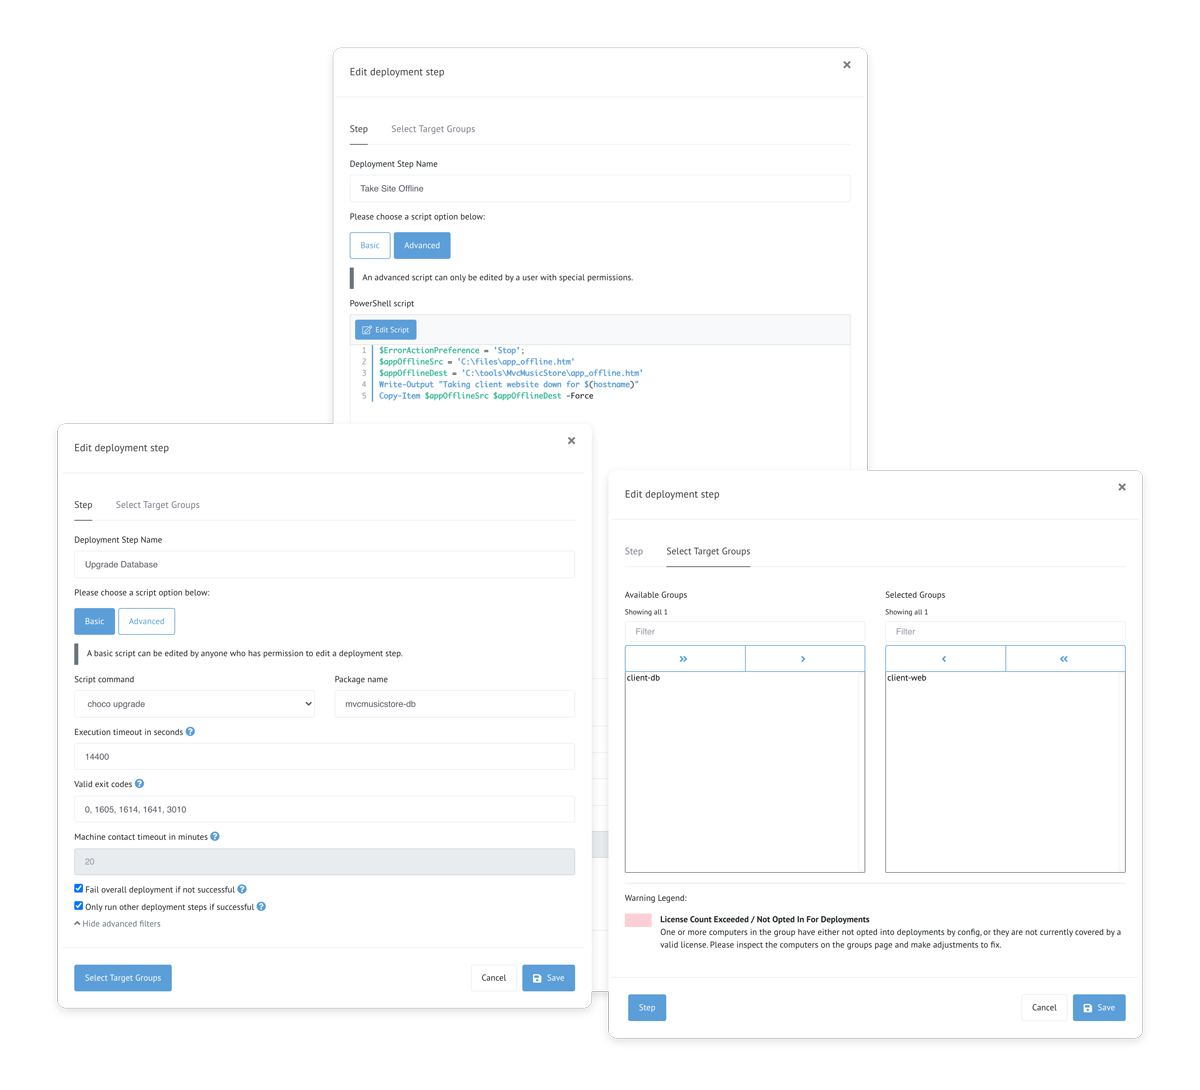 Edit deployment step
×
Step Select Target Groups
Deployment Step Name
Take Site Offline
Please choose a script option below:
Basic Advanced
An advanced script can only be edited by a user with special permissions.
PowerShell script
Edit Script
1 $ErrorActionPreference = 'Stop';
2 $appOfflineSrc = 'C:\files\app_offline.htm'
3 $appOfflineDest = 'C:\tools\MvcMusicStore\app_offline.htm'
4 Write-Output "Taking client website down for $(hostname)"
5 Copy-Item $appOfflineSrc $appOfflineDest -Force
Edit deployment step
×
Step Select Target Groups
Deployment Step Name
Upgrade Database
Please choose a script option below:
Basic Advanced
A basic script can be edited by anyone who has permission to edit a deployment step.
Script command Package name
choco upgrade mvcmusicstore-db
Execution timeout in seconds ?
14400
Valid exit codes ?
0, 1605, 1614, 1641, 3010
Machine contact timeout in minutes ?
20
Fail overall deployment if not successful ?
Only run other deployment steps if successful ?
Hide advanced filters
Select Target Groups Cancel Save
Edit deployment step
×
Step Select Target Groups
Available Groups Selected Groups
Showing all 1 Showing all 1
Filter Filter
» › ‹ «
client-db client-web
Warning Legend:
License Count Exceeded / Not Opted In For Deployments
One or more computers in the group have either not opted into deployments by config, or they are not currently covered by a
valid license. Please inspect the computers on the groups page and make adjustments to fix.
Step Cancel Save